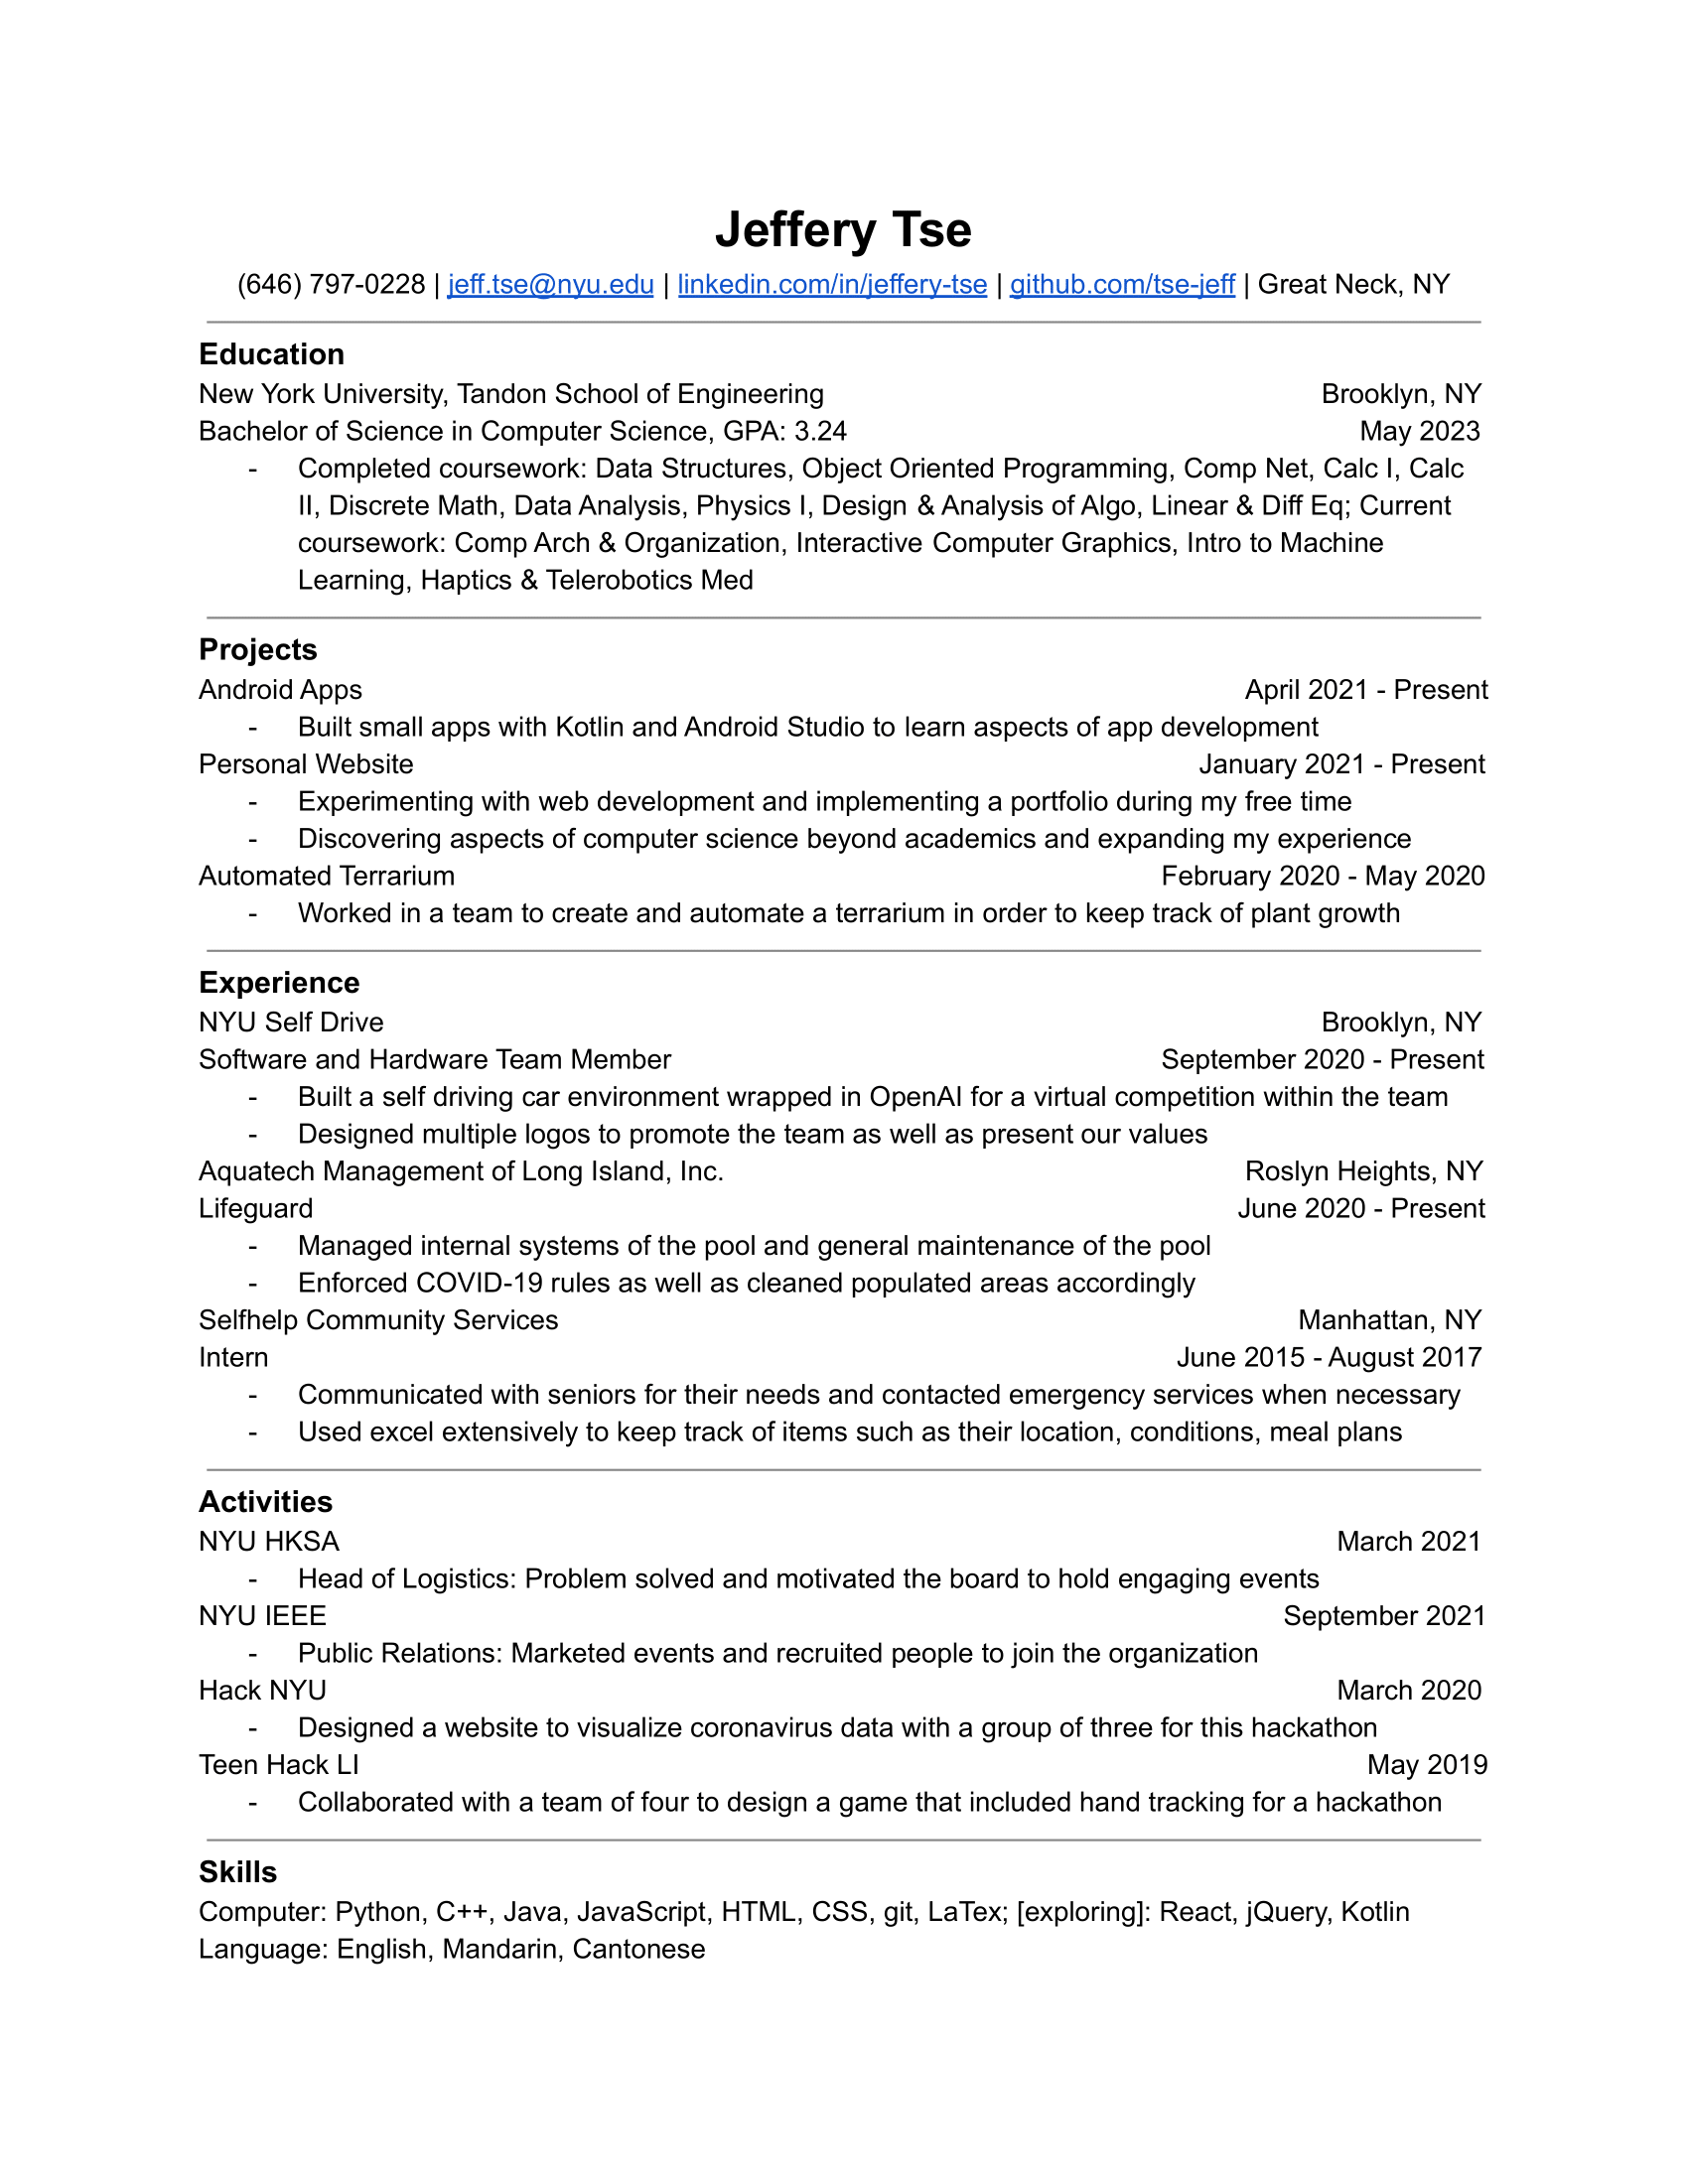 Jeffery Tse
(646) 797-0228 | jeff.tse@nyu.edu | linkedin.com/in/jeffery-tse | github.com/tse-jeff | Great Neck, NY
Education
New York University, Tandon School of Engineering Brooklyn, NY
Bachelor of Science in Computer Science, GPA: 3.24 May 2023
- Completed coursework: Data Structures, Object Oriented Programming, Comp Net, Calc I, Calc
II, Discrete Math, Data Analysis, Physics I, Design & Analysis of Algo, Linear & Diff Eq; Current
coursework: Comp Arch & Organization, Interactive Computer Graphics, Intro to Machine
Learning, Haptics & Telerobotics Med
Projects
Android Apps April 2021 - Present
- Built small apps with Kotlin and Android Studio to learn aspects of app development
Personal Website January 2021 - Present
- Experimenting with web development and implementing a portfolio during my free time
- Discovering aspects of computer science beyond academics and expanding my experience
Automated Terrarium February 2020 - May 2020
- Worked in a team to create and automate a terrarium in order to keep track of plant growth
Experience
NYU Self Drive Brooklyn, NY
Software and Hardware Team Member September 2020 - Present
- Built a self driving car environment wrapped in OpenAI for a virtual competition within the team
- Designed multiple logos to promote the team as well as present our values
Aquatech Management of Long Island, Inc. Roslyn Heights, NY
Lifeguard June 2020 - Present
- Managed internal systems of the pool and general maintenance of the pool
- Enforced COVID-19 rules as well as cleaned populated areas accordingly
Selfhelp Community Services Manhattan, NY
Intern June 2015 - August 2017
- Communicated with seniors for their needs and contacted emergency services when necessary
- Used excel extensively to keep track of items such as their location, conditions, meal plans
Activities
NYU HKSA March 2021
- Head of Logistics: Problem solved and motivated the board to hold engaging events
NYU IEEE September 2021
- Public Relations: Marketed events and recruited people to join the organization
Hack NYU March 2020
- Designed a website to visualize coronavirus data with a group of three for this hackathon
Teen Hack LI May 2019
- Collaborated with a team of four to design a game that included hand tracking for a hackathon
Skills
Computer: Python, C++, Java, JavaScript, HTML, CSS, git, LaTex; [exploring]: React, jQuery, Kotlin
Language: English, Mandarin, Cantonese